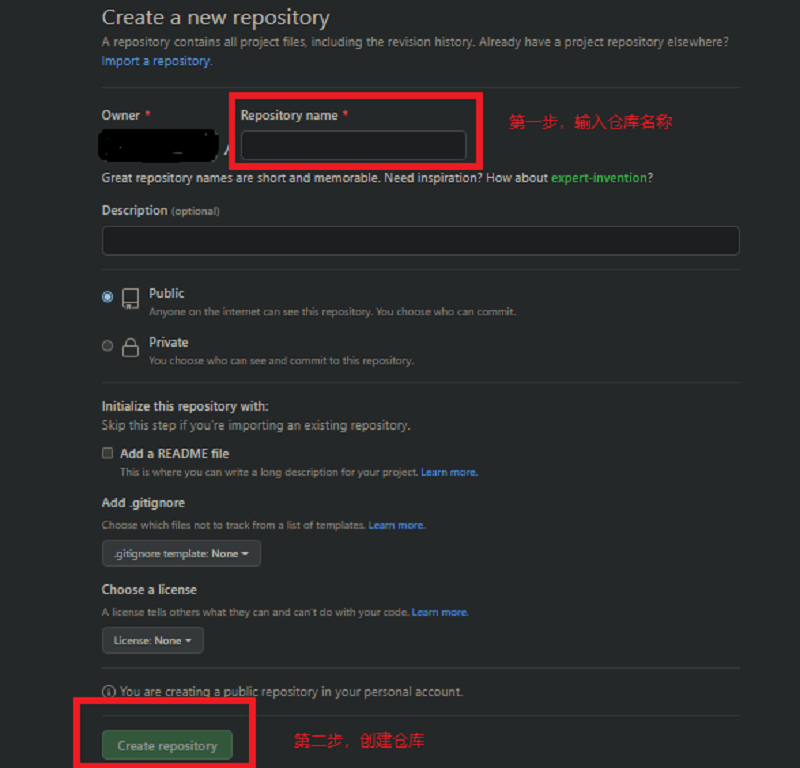 Create a new repository
A repository contains all project files, including the revision history. Already have a project repository elsewhere?
Import a repository.
Owner *
Repository name *
第一步，输入仓库名称
/
Great repository names are short and memorable. Need inspiration? How about expert-invention?
Description (optional)
Public
Anyone on the internet can see this repository. You choose who can commit.
Private
You choose who can see and commit to this repository.
Initialize this repository with:
Skip this step if you're importing an existing repository.
Add a README file
This is where you can write a long description for your project. Learn more.
Add .gitignore
Choose which files not to track from a list of templates. Learn more.
.gitignore template: None
Choose a license
A license tells others what they can and can't do with your code. Learn more.
License: None
You are creating a public repository in your personal account.
Create repository
第二步，创建仓库